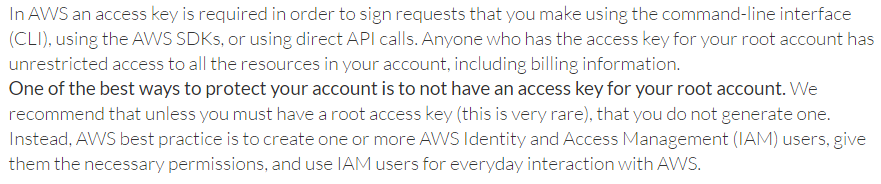 In AWS an access key is required in order to sign requests that you make using the command-line interface
(CLI), using the AWS SDKs, or using direct API calls. Anyone who has the access key for your root account has
unrestricted access to all the resources in your account, including billing information.
One of the best ways to protect your account is to not have an access key for your root account. We
recommend that unless you must have a root access key (this is very rare), that you do not generate one.
Instead, AWS best practice is to create one or more AWS Identity and Access Management (IAM) users, give
them the necessary permissions, and use IAM users for everyday interaction with AWS.